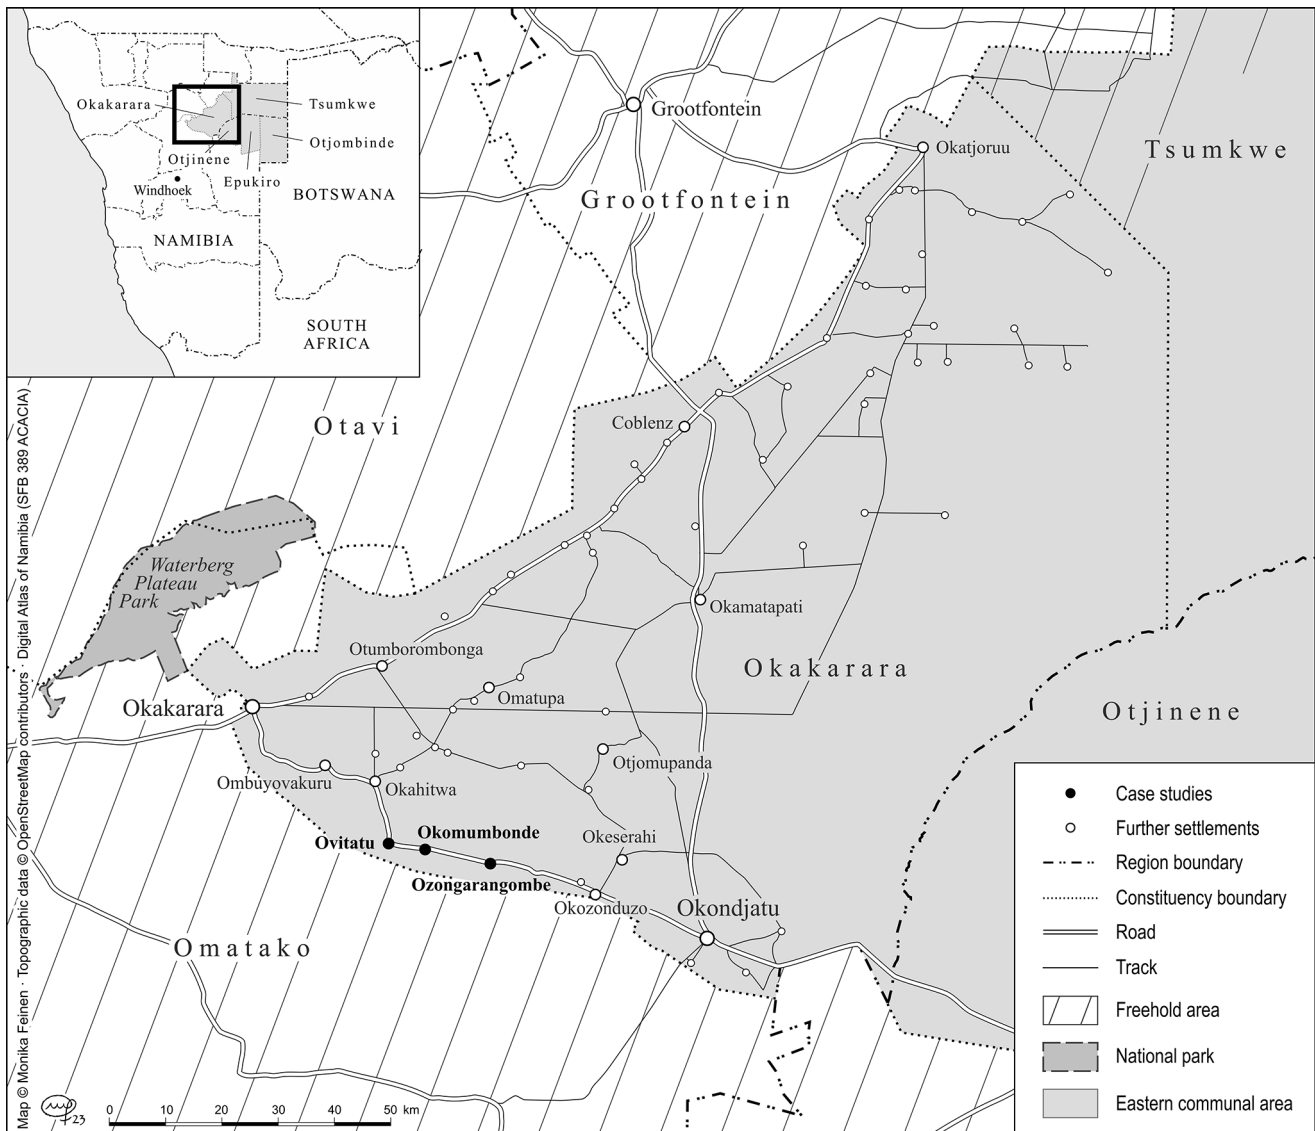 Okakarara
Tsumkwe
Otjombinde
Otjinene
Epukiro
Windhoek
BOTSWANA
NAMIBIA
SOUTH
AFRICA
Grootfontein
Okatjoruu
Tsumkwe
Grootfontein
Otavi
Coblenz
Waterberg
Plateau
Park
Okamatapati
Otumborombonga
Okakarara
Omatupa
Okakarara
Otjinene
Otjomupanda
Ombuyovakuru
Okahitwa
Ovitatu
Okomumbonde
Okeserahi
Ozongarangombe
Okozonduzo
Okondjatu
Omatako
Case studies
Further settlements
Region boundary
Constituency boundary
Road
Track
Freehold area
National park
Eastern communal area
0 10 20 30 40 50 km
23
Map © Monika Feinen · Topographic data © OpenStreetMap contributors · Digital Atlas of Namibia (SFB 389 ACACIA)